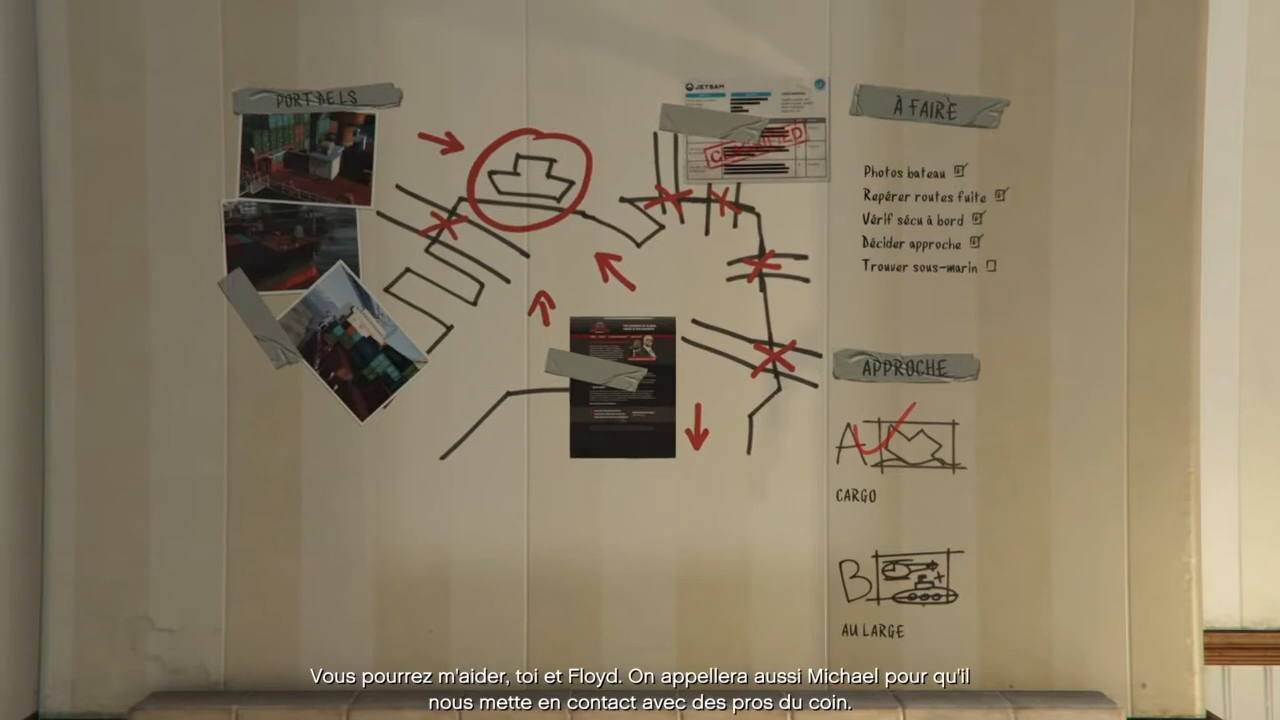 PORTAELS
JETSAM
CLASSIFIED
À FAIRE
Photos bateau
Repérer routes fuite
Vérif sécu à bord
Décider approche
Trouver sous-marin
APPROCHE
A
CARGO
B
AU LARGE
Vous pourrez m'aider, toi et Floyd. On appellera aussi Michael pour qu'il
nous mette en contact avec des pros du coin.